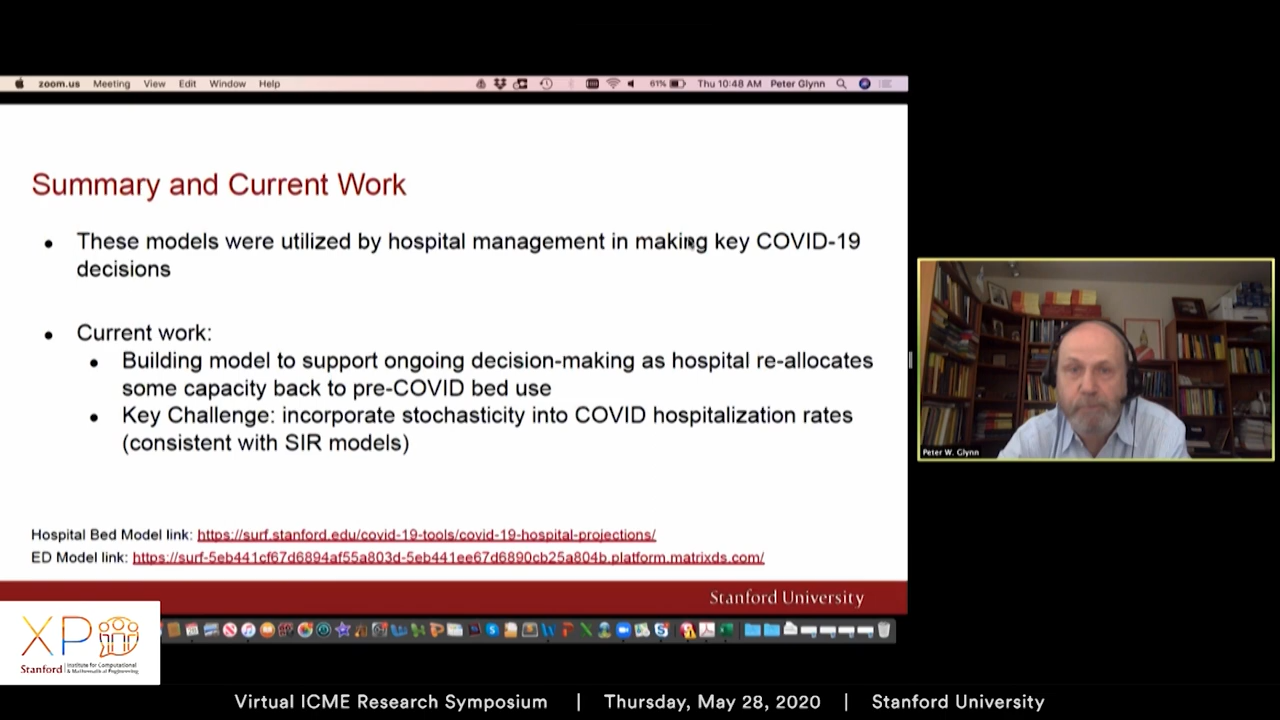 zoom.us Meeting View Edit Window Help 61% Thu 10:48 AM Peter Glynn
Summary and Current Work
• These models were utilized by hospital management in making key COVID-19
decisions
• Current work:
• Building model to support ongoing decision-making as hospital re-allocates
some capacity back to pre-COVID bed use
• Key Challenge: incorporate stochasticity into COVID hospitalization rates
(consistent with SIR models)
Hospital Bed Model link: https://surf.stanford.edu/covid-19-tools/covid-19-hospital-projections/
ED Model link: https://surf-5eb441cf67d6894af55a803d-5eb441ee67d6890cb25a804b.platform.matrixds.com/
Stanford University
Peter W. Glynn
XP
Stanford Institute for Computational
& Mathematical Engineering
Virtual ICME Research Symposium | Thursday, May 28, 2020 | Stanford University